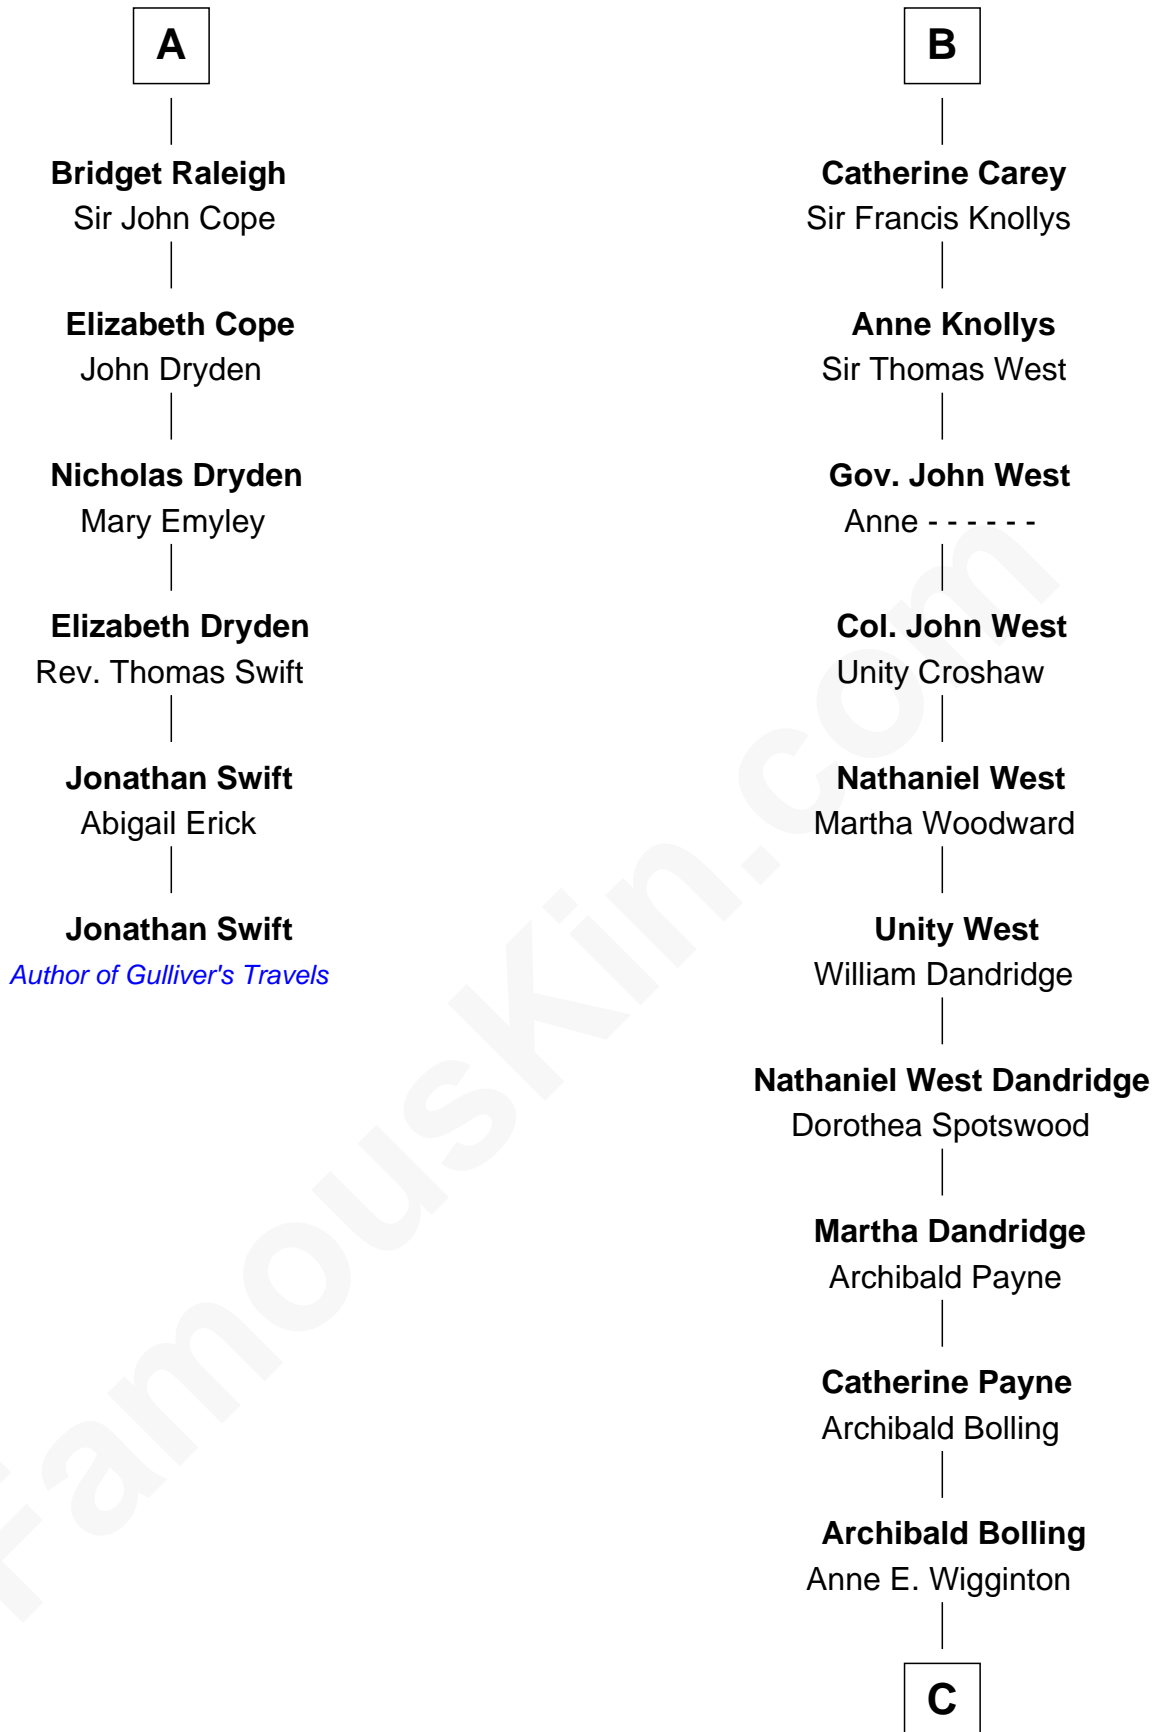 A
Bridget Raleigh
Sir John Cope
Elizabeth Cope
John Dryden
Nicholas Dryden
Mary Emyley
Elizabeth Dryden
Rev. Thomas Swift
Jonathan Swift
Abigail Erick
Jonathan Swift
Author of Gulliver's Travels
B
Catherine Carey
Sir Francis Knollys
Anne Knollys
Sir Thomas West
Gov. John West
Anne - - - - - -
Col. John West
Unity Croshaw
Nathaniel West
Martha Woodward
Unity West
William Dandridge
Nathaniel West Dandridge
Dorothea Spotswood
Martha Dandridge
Archibald Payne
Catherine Payne
Archibald Bolling
Archibald Bolling
Anne E. Wigginton
C
FamousKin.com